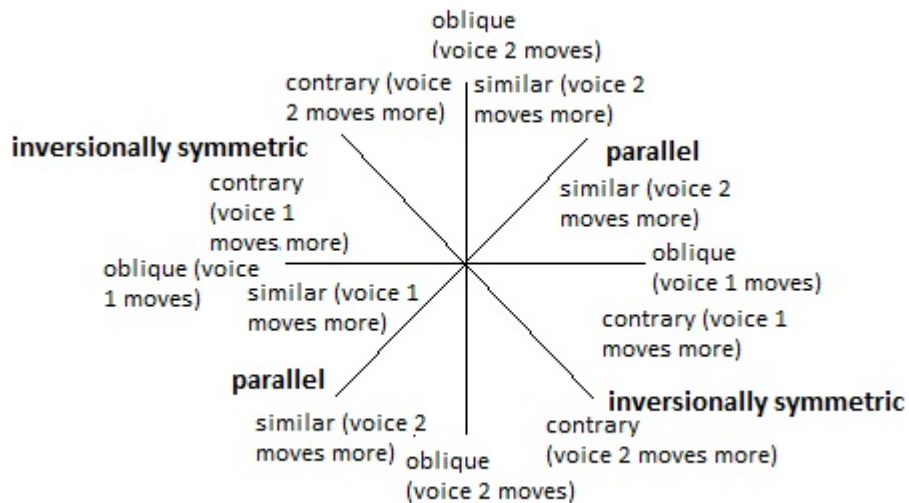 oblique
(voice 2 moves)
contrary (voice
2 moves more)
similar (voice 2
moves more)
inversionally symmetric
parallel
contrary
(voice 1
moves more)
similar (voice 2
moves more)
oblique (voice
1 moves)
oblique
(voice 1 moves)
similar (voice 1
moves more)
contrary (voice 1
moves more)
parallel
inversionally symmetric
similar (voice 2
moves more)
contrary
(voice 2 moves more)
oblique
(voice 2 moves)